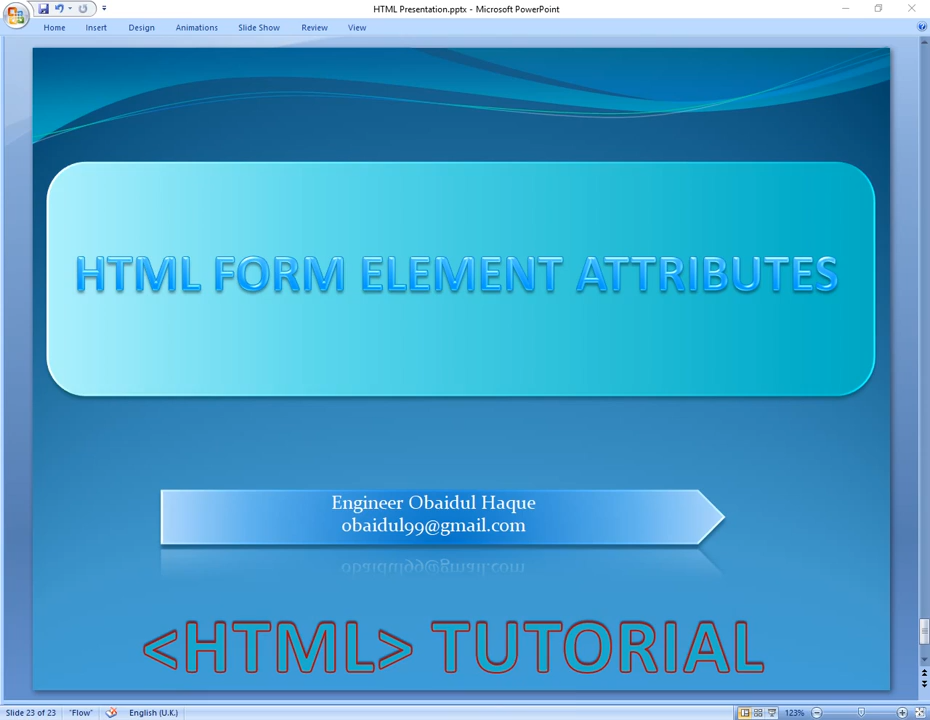 HTML Presentation.pptx - Microsoft PowerPoint
Home Insert Design Animations Slide Show Review View
HTML FORM ELEMENT ATTRIBUTES
Engineer Obaidul Haque
obaidul99@gmail.com
<HTML> TUTORIAL
Slide 23 of 23 "Flow" English (U.K.) 123%